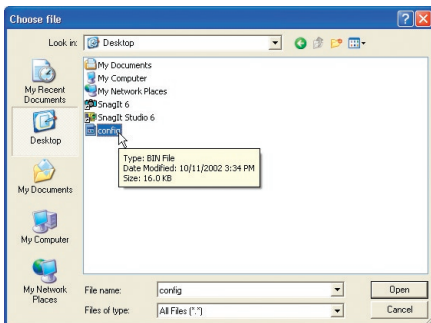 Choose file
Look in:
Desktop
My Recent
Documents
Desktop
My Documents
My Computer
My Network
Places
My Documents
My Computer
My Network Places
SnagIt 6
SnagIt Studio 6
config
Type: BIN File
Date Modified: 10/11/2002 3:34 PM
Size: 16.0 KB
File name:
config
Open
Files of type:
All Files (*.*)
Cancel